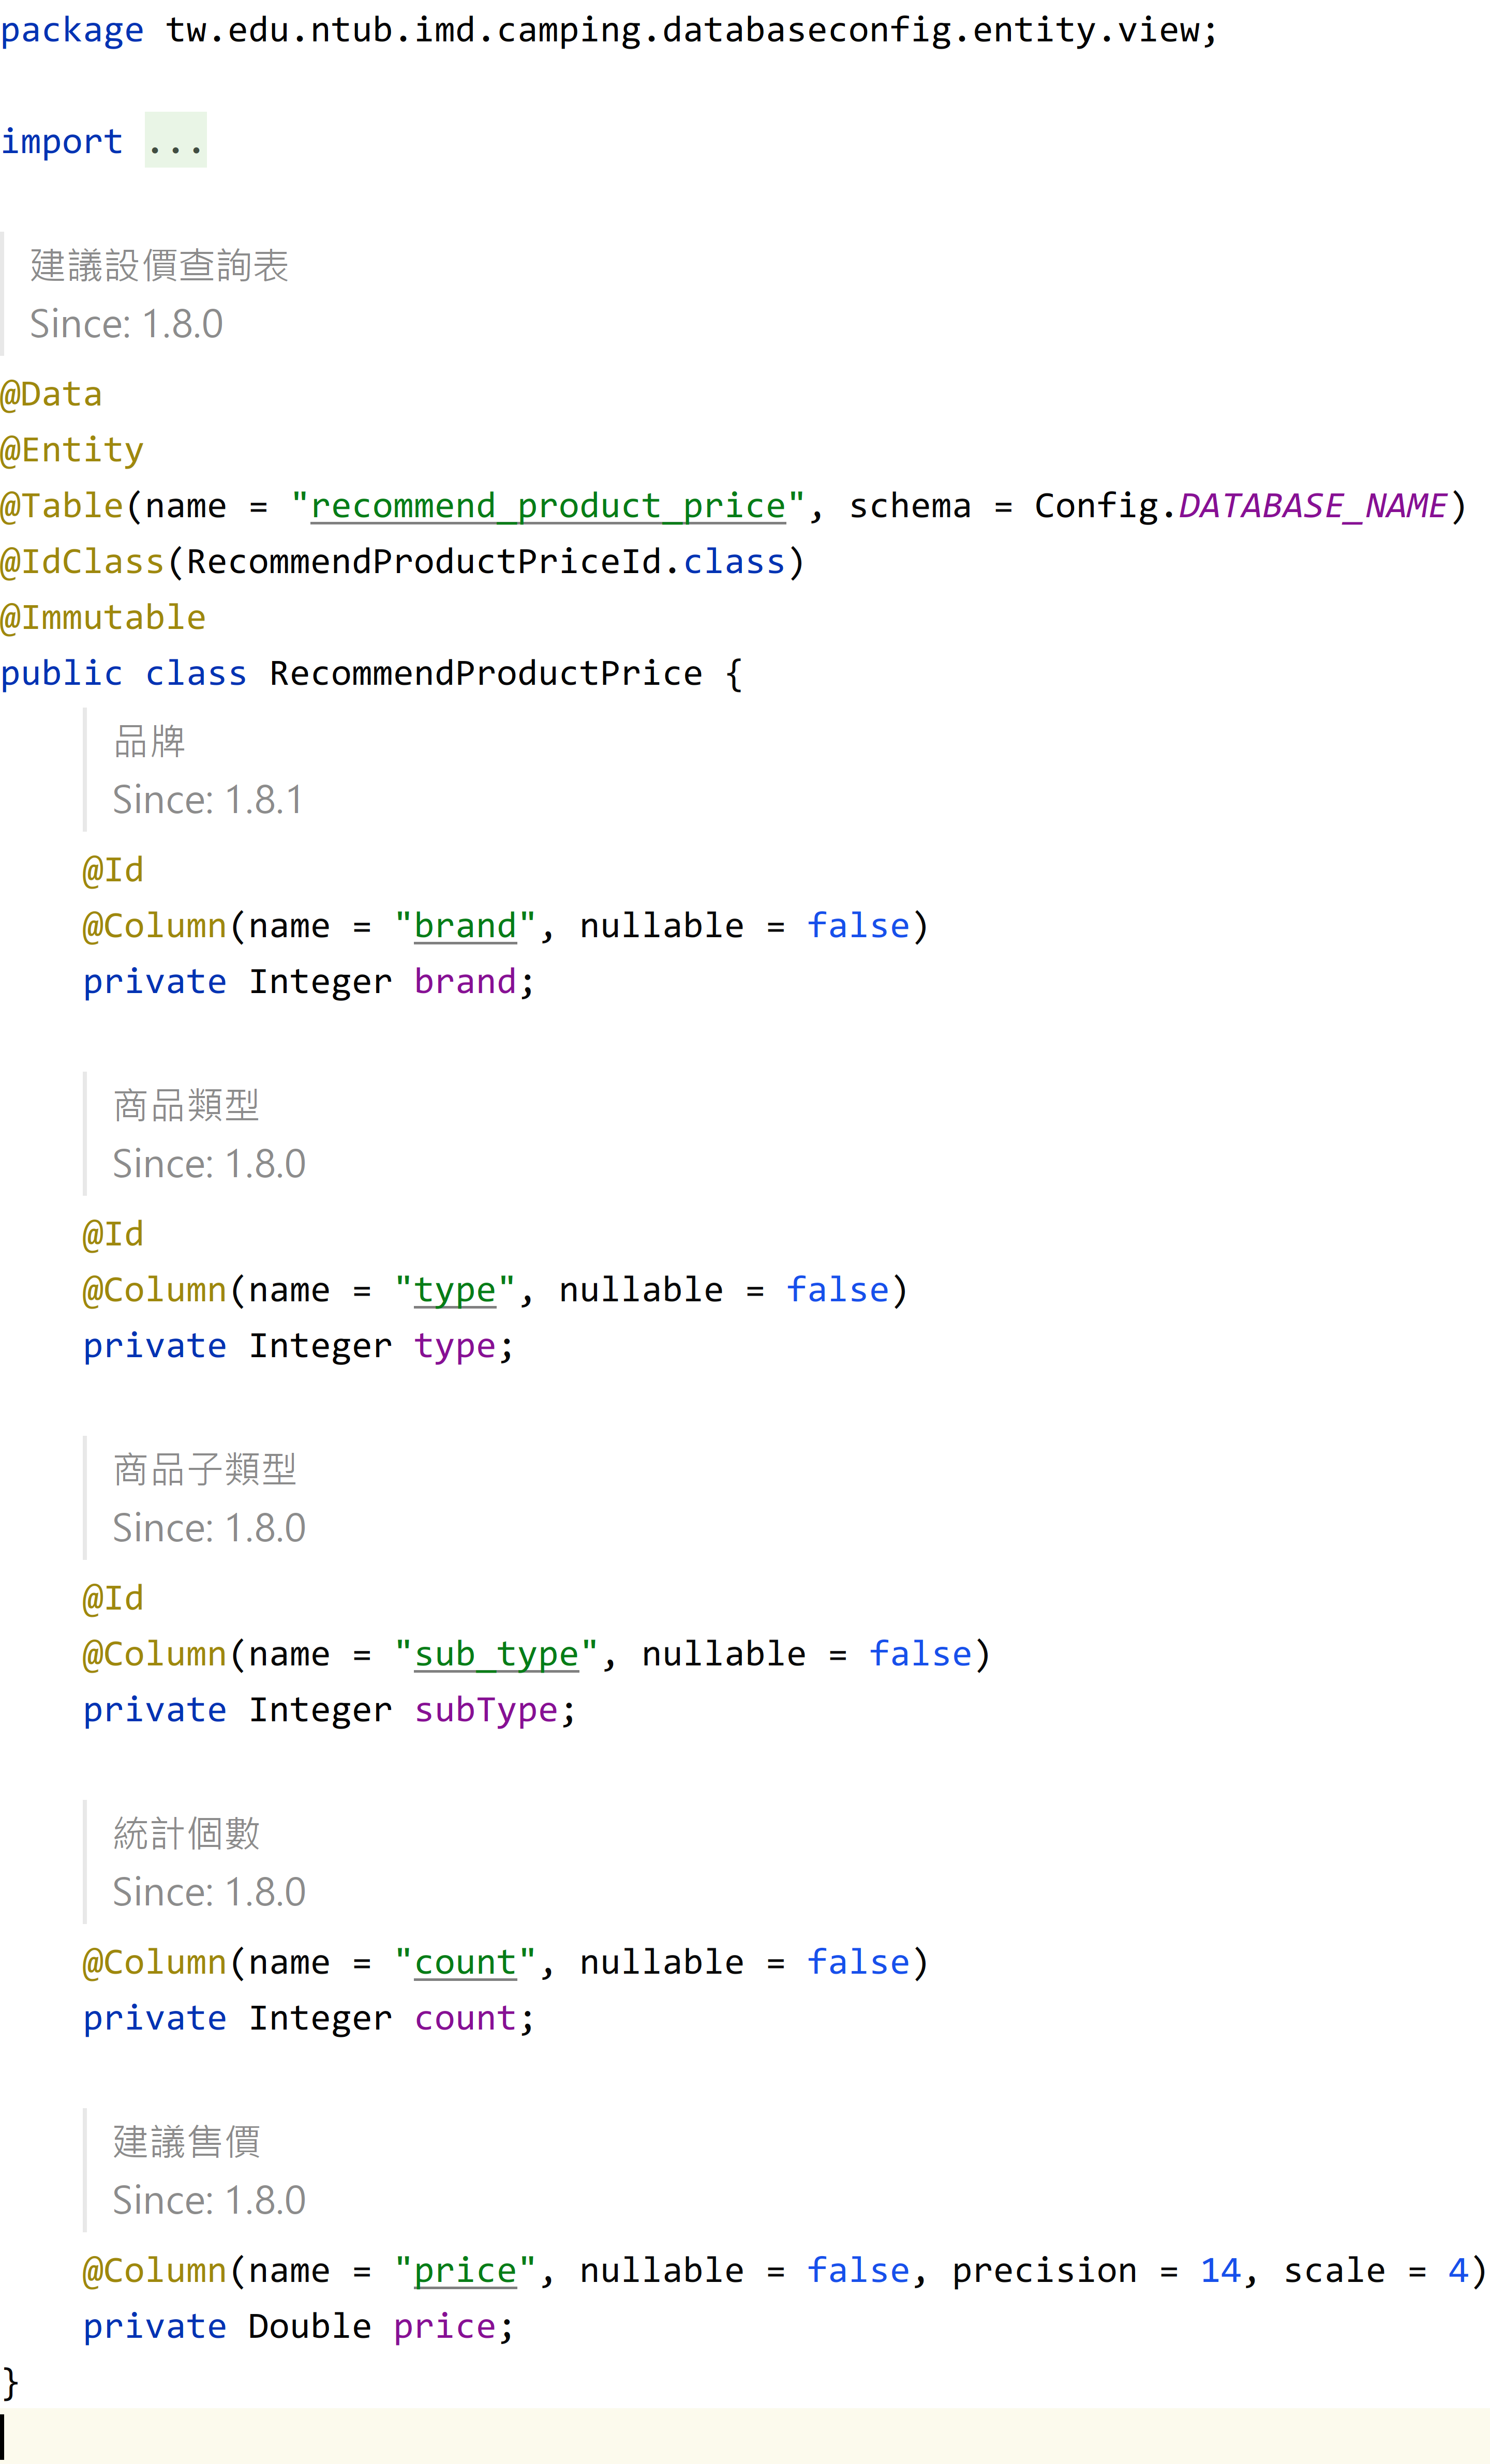 package tw.edu.ntub.imd.camping.databaseconfig.entity.view;
import ...
建議設價查詢表
Since: 1.8.0
@Data
@Entity
@Table(name = "recommend_product_price", schema = Config.DATABASE_NAME)
@IdClass(RecommendProductPriceId.class)
@Immutable
public class RecommendProductPrice {
品牌
Since: 1.8.1
@Id
@Column(name = "brand", nullable = false)
private Integer brand;
商品類型
Since: 1.8.0
@Id
@Column(name = "type", nullable = false)
private Integer type;
商品子類型
Since: 1.8.0
@Id
@Column(name = "sub_type", nullable = false)
private Integer subType;
統計個數
Since: 1.8.0
@Column(name = "count", nullable = false)
private Integer count;
建議售價
Since: 1.8.0
@Column(name = "price", nullable = false, precision = 14, scale = 4)
private Double price;
}